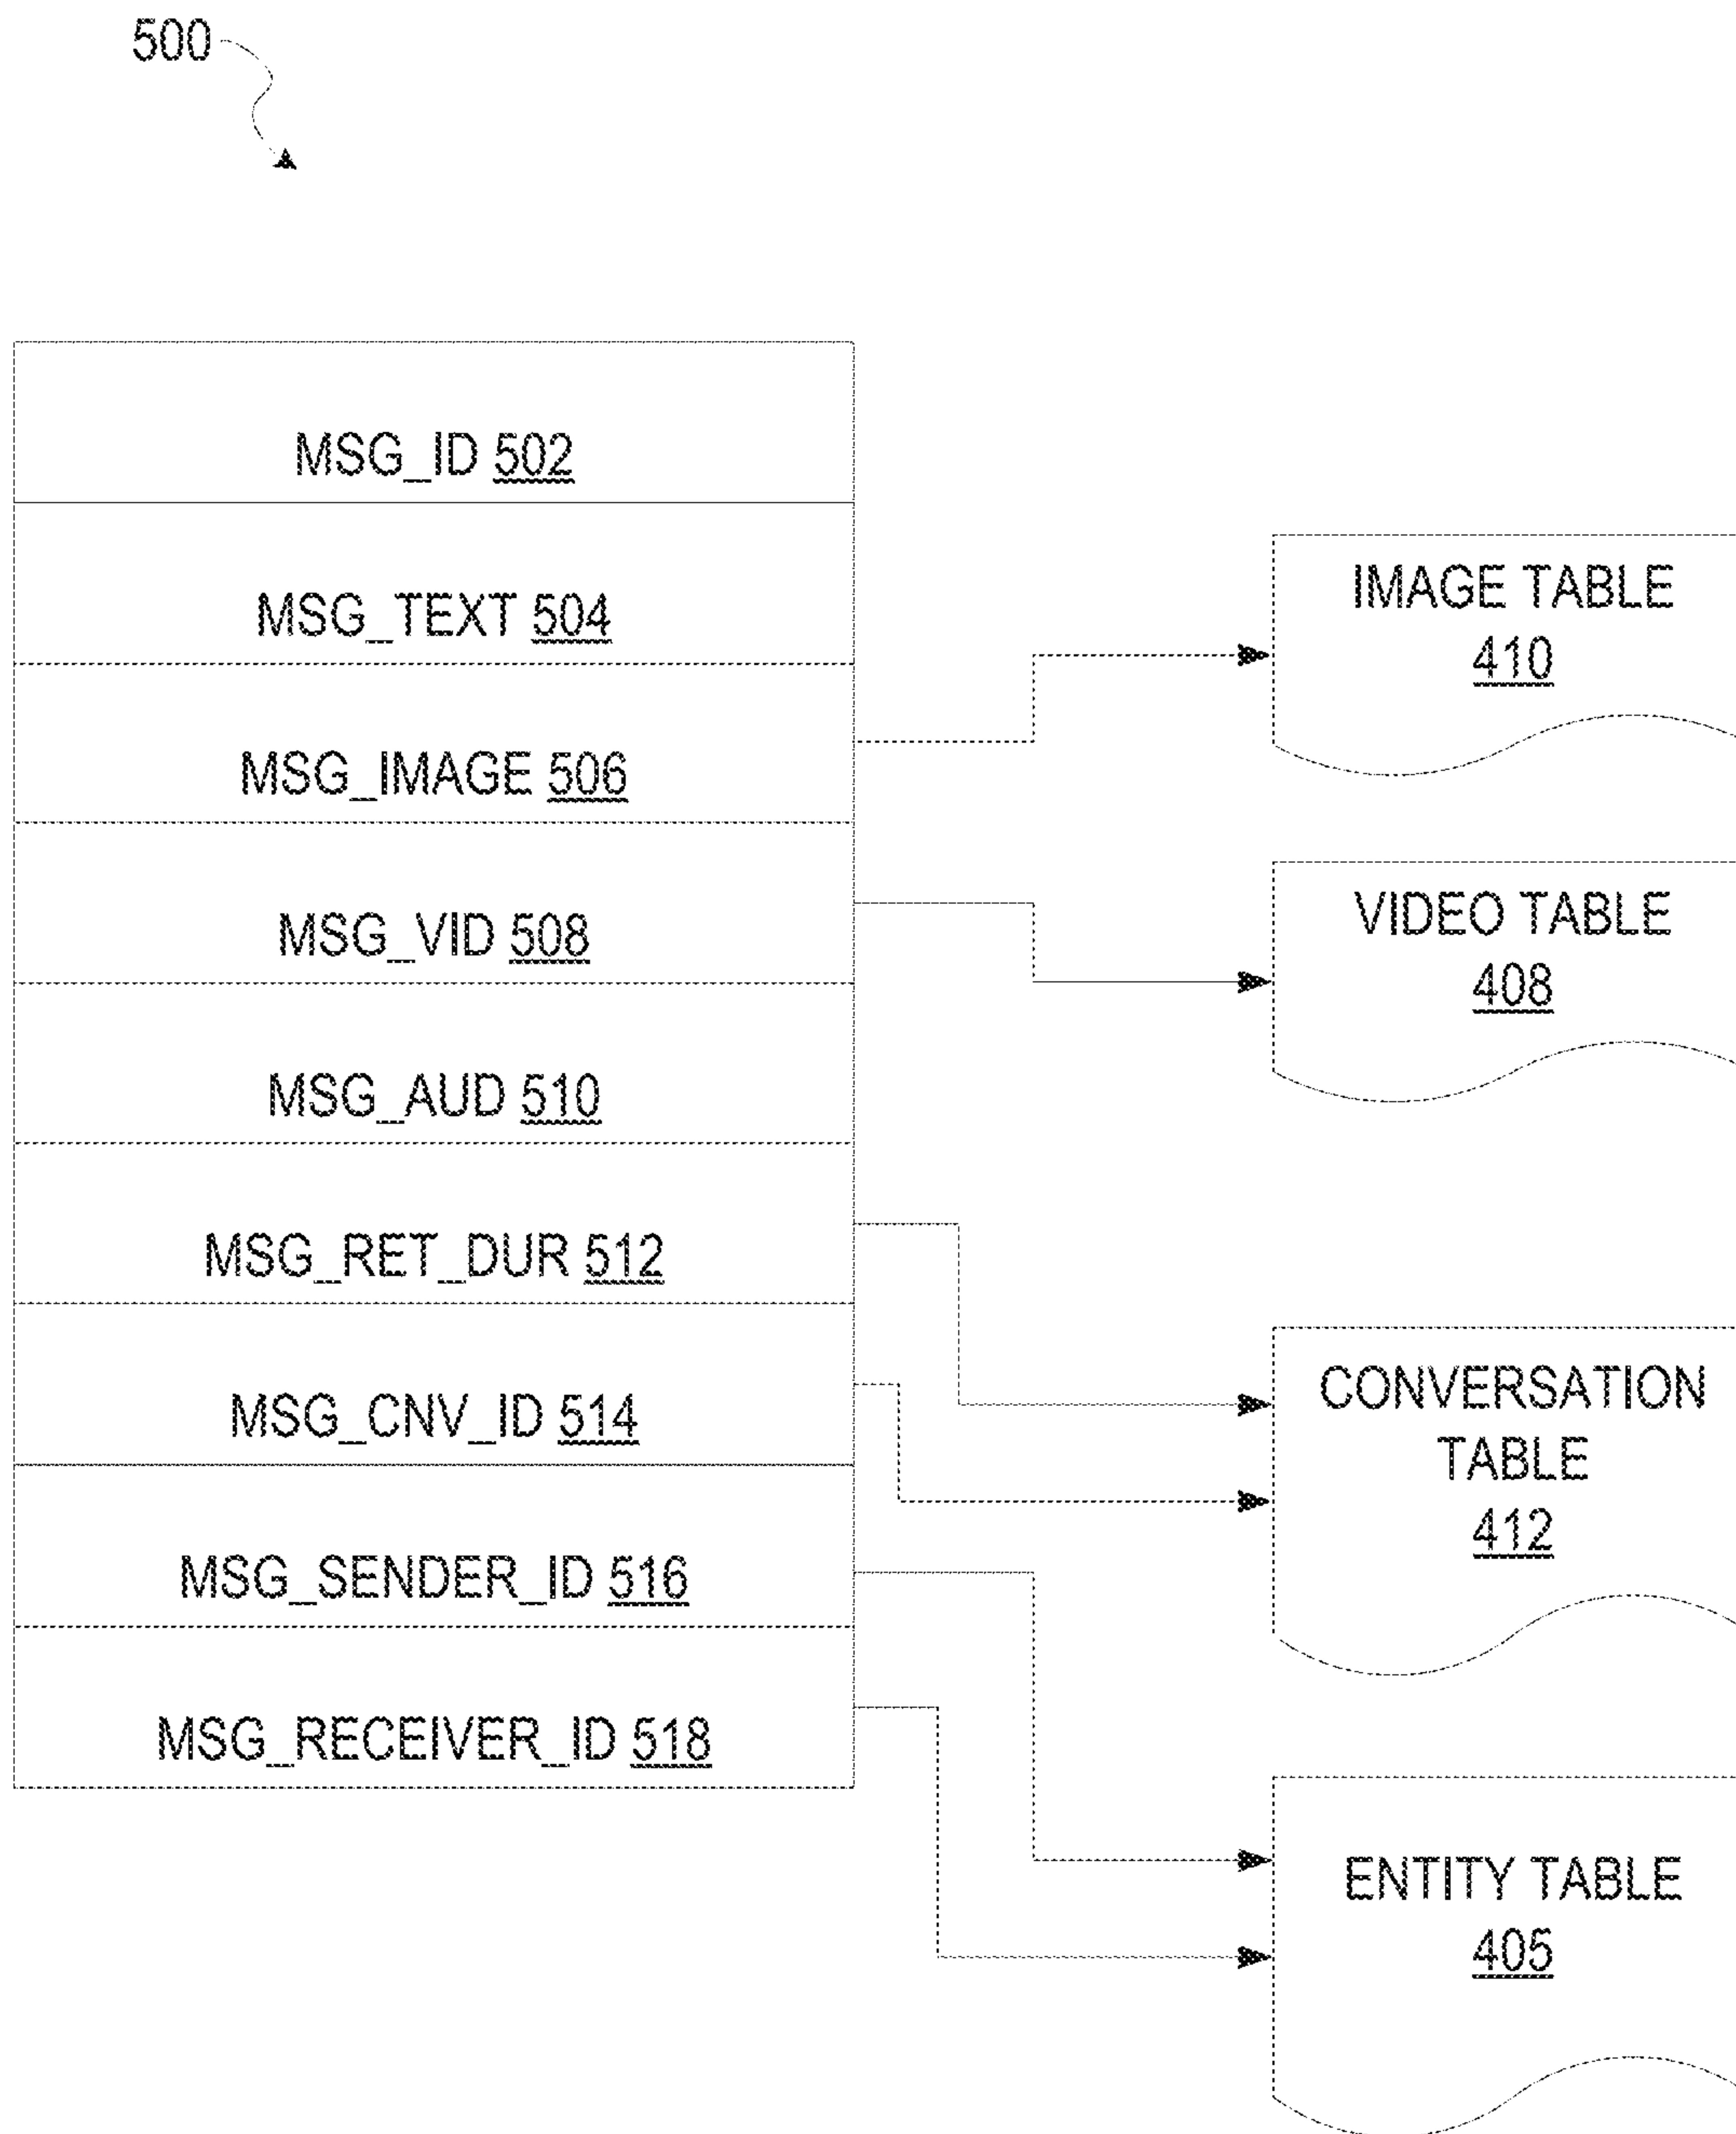 500
MSG_ID 502
MSG_TEXT 504
MSG_IMAGE 506
MSG_VID 508
MSG_AUD 510
MSG_RET_DUR 512
MSG_CNV_ID 514
MSG_SENDER_ID 516
MSG_RECEIVER_ID 518
IMAGE TABLE
410
VIDEO TABLE
408
CONVERSATION
TABLE
412
ENTITY TABLE
405